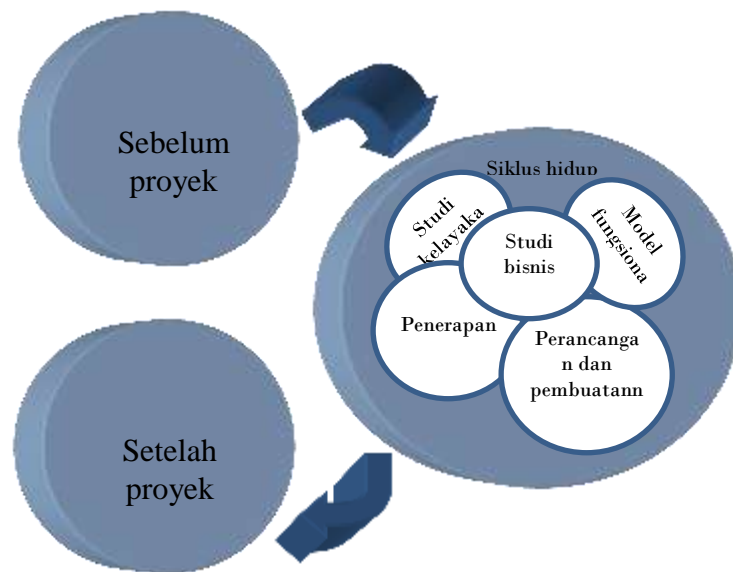 Sebelum
proyek
Siklus hidup
Studi
kelayaka
Studi
bisnis
Model
fungsiona
Penerapan
Perancanga
n dan
pembuatann
Setelah
proyek